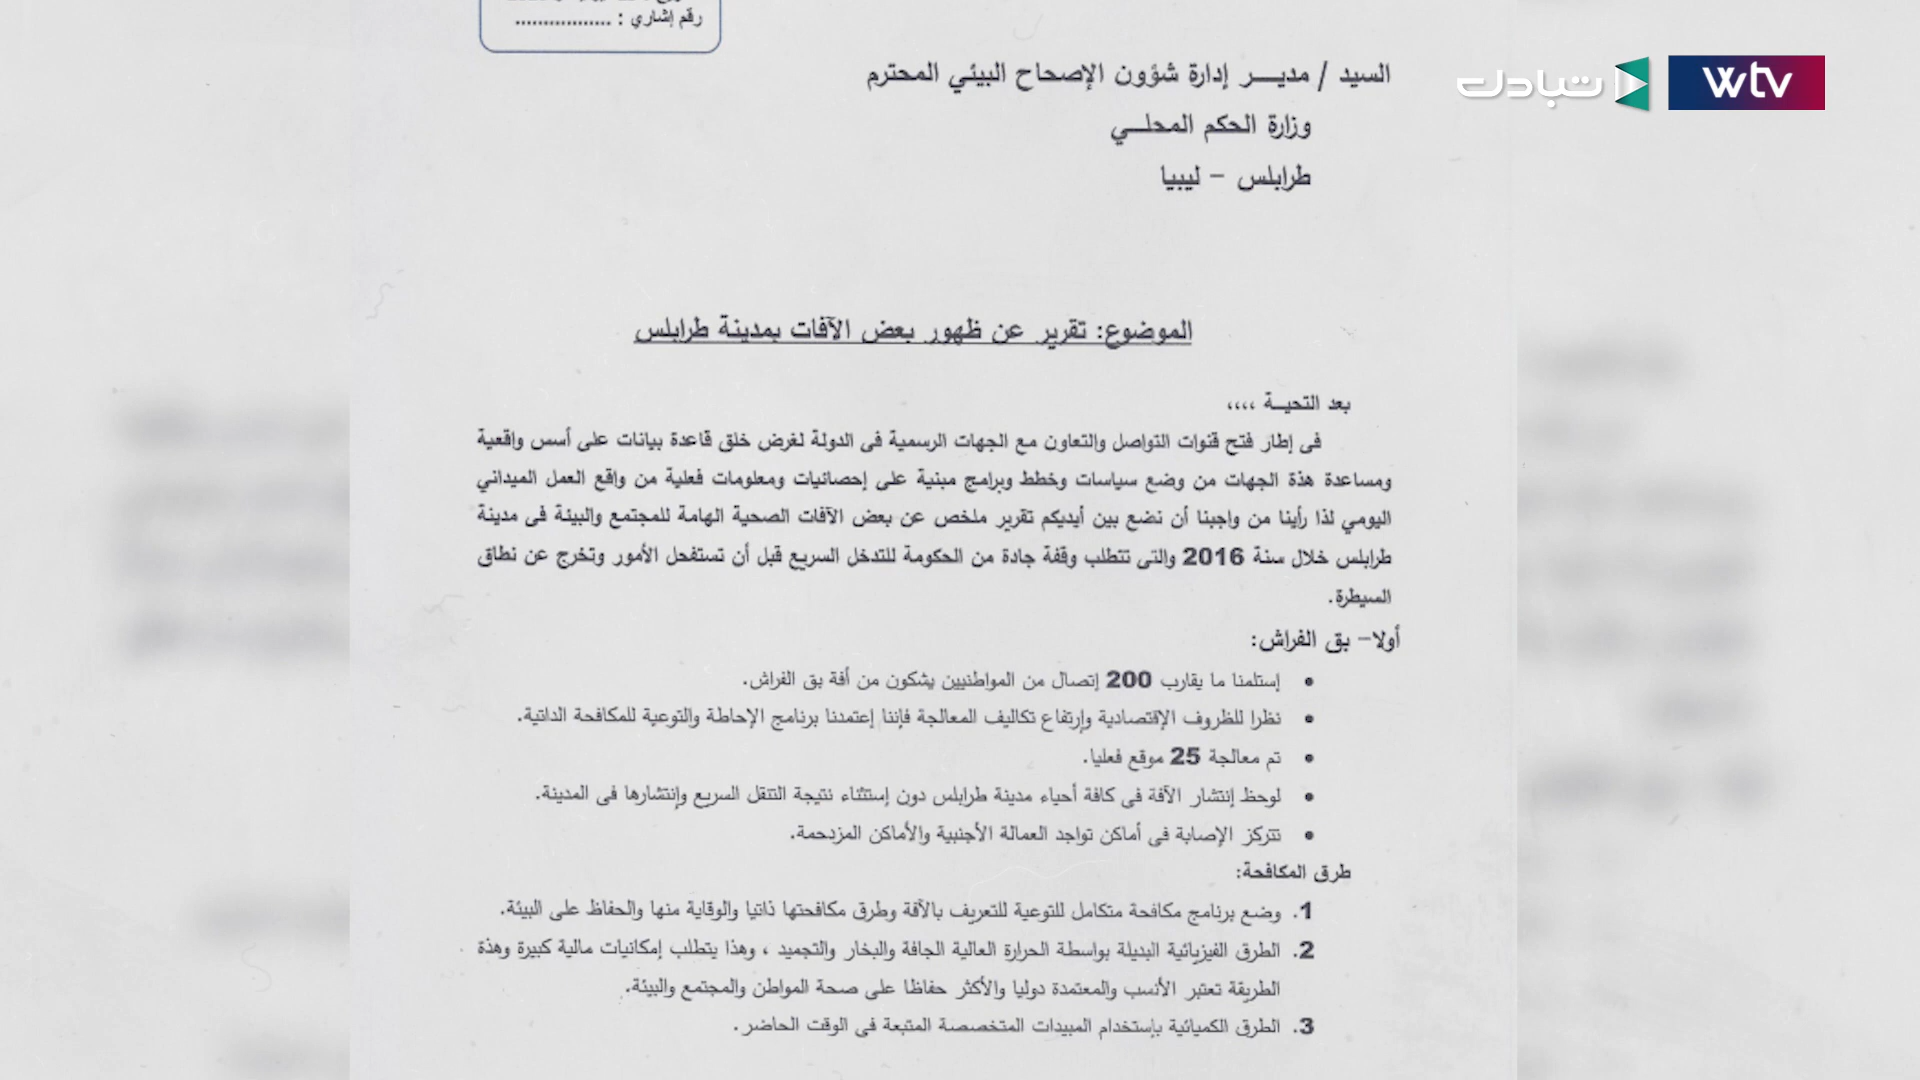 رقم إشاري : .................
السيد / مديـــر إدارة شؤون الإصحاح البيئي المحترم
تبادل
wtv
وزارة الحكم المحلـــي
طرابلس – ليبيا
الموضوع: تقرير عن ظهور بعض الآفات بمدينة طرابلس
بعد التحيـــة ،،،،
فى إطار فتح قنوات التواصل والتعاون مع الجهات الرسمية فى الدولة لغرض خلق قاعدة بيانات على أسس واقعية
ومساعدة هذة الجهات من وضع سياسات وخطط وبرامج مبنية على إحصائيات ومعلومات فعلية من واقع العمل الميداني
اليومي لذا رأينا من واجبنا أن نضع بين أيديكم تقرير ملخص عن بعض الآفات الصحية الهامة للمجتمع والبيئة فى مدينة
طرابلس خلال سنة 2016 والتى تتطلب وقفة جادة من الحكومة للتدخل السريع قبل أن تستفحل الأمور وتخرج عن نطاق
السيطرة.
أولا– بق الفراش:
• إستلمنا ما يقارب 200 إتصال من المواطنيين يشكون من أفة بق الفراش.
• نظرا للظروف الإقتصادية وإرتفاع تكاليف المعالجة فإننا إعتمدنا برنامج الإحاطة والتوعية للمكافحة الداتية.
• تم معالجة 25 موقع فعليا.
• لوحظ إنتشار الآفة فى كافة أحياء مدينة طرابلس دون إستثناء نتيجة التنقل السريع وإنتشارها فى المدينة.
• تتركز الإصابة فى أماكن تواجد العمالة الأجنبية والأماكن المزدحمة.
طرق المكافحة:
1. وضع برنامج مكافحة متكامل للتوعية للتعريف بالآفة وطرق مكافحتها ذاتيا والوقاية منها والحفاظ على البيئة.
2. الطرق الفيزيائية البديلة بواسطة الحرارة العالية الجافة والبخار والتجميد ، وهذا يتطلب إمكانيات مالية كبيرة وهذة
الطريقة تعتبر الأنسب والمعتمدة دوليا والأكثر حفاظا على صحة المواطن والمجتمع والبيئة.
3. الطرق الكميائية بإستخدام المبيدات المتخصصة المتبعة فى الوقت الحاضر.